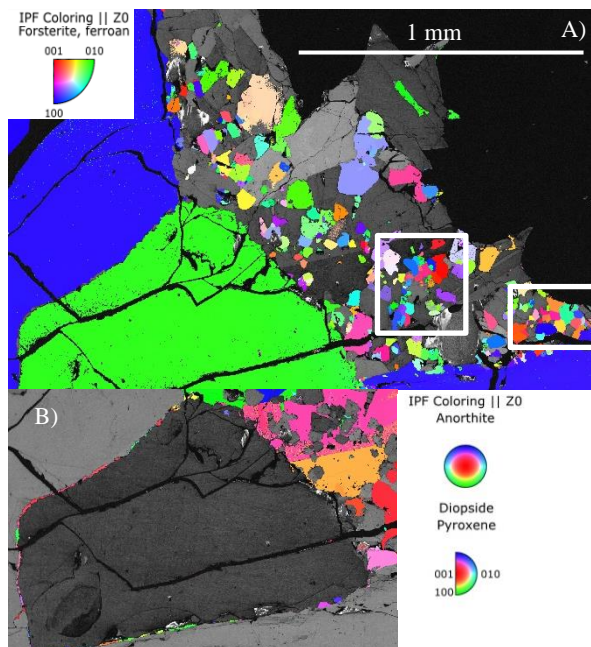 IPF Coloring || Z0
Forsterite, ferroan
001 010
100
1 mm
A)
B)
IPF Coloring || Z0
Anorthite
Diopside
Pyroxene
001 010
100